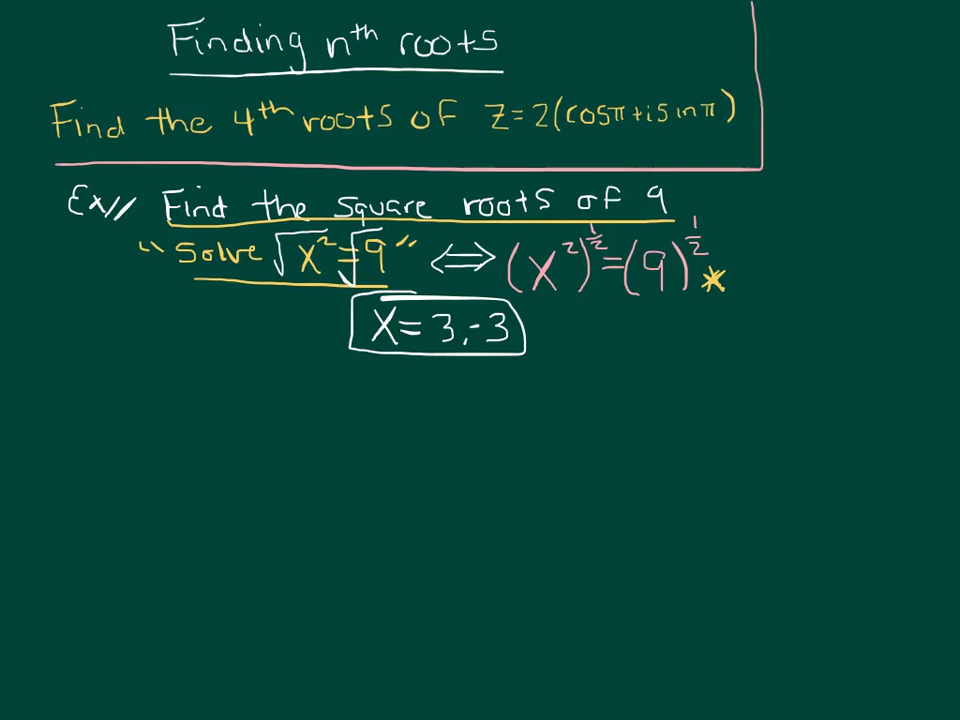 Finding nᵗʰ roots
Find the 4ᵗʰ roots of z=2(cosπ+isinπ)
Ex// Find the square roots of 9
"Solve √x²=√9" ⟺ (x²)^½=(9)^½ *
x=3,-3